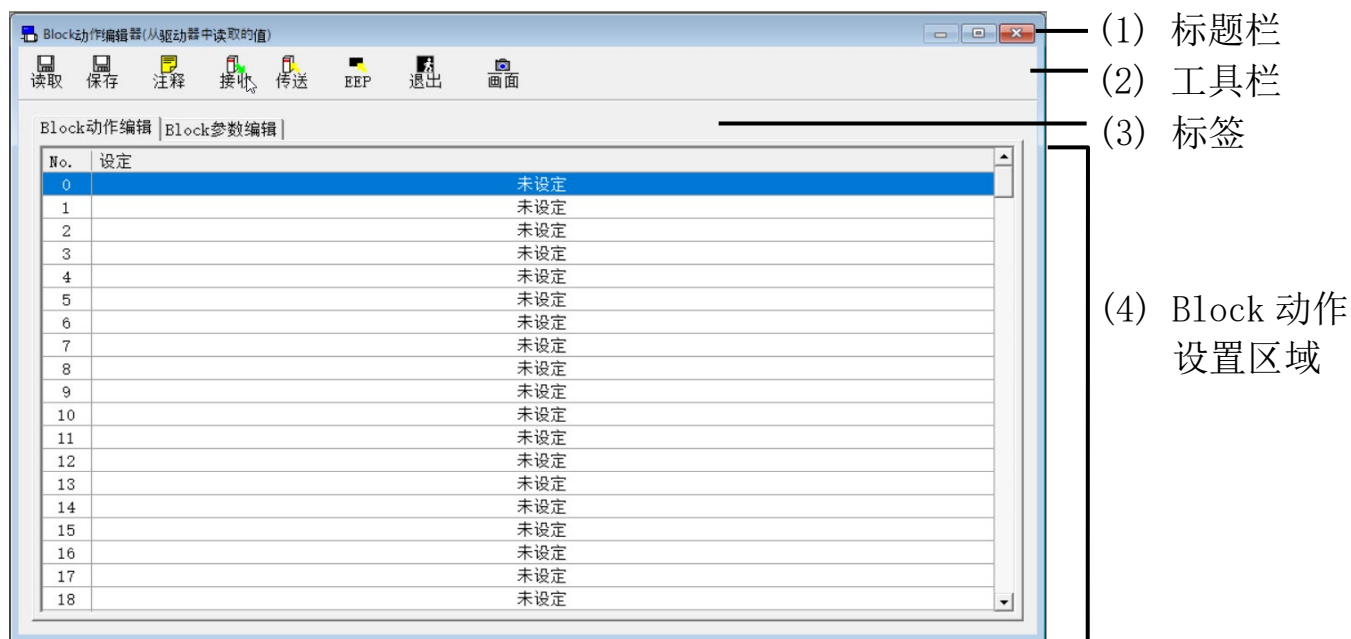 Block动作编辑器(从驱动器中读取的值)
(1) 标题栏
读取 保存 注释 接收 传送 EEP 退出 画面
(2) 工具栏
Block动作编辑 Block参数编辑
(3) 标签
No. 设定
0 未设定
1 未设定
2 未设定
3 未设定
4 未设定
5 未设定
6 未设定
7 未设定
8 未设定
9 未设定
10 未设定
11 未设定
12 未设定
13 未设定
14 未设定
15 未设定
16 未设定
17 未设定
18 未设定
(4) Block 动作
设置区域